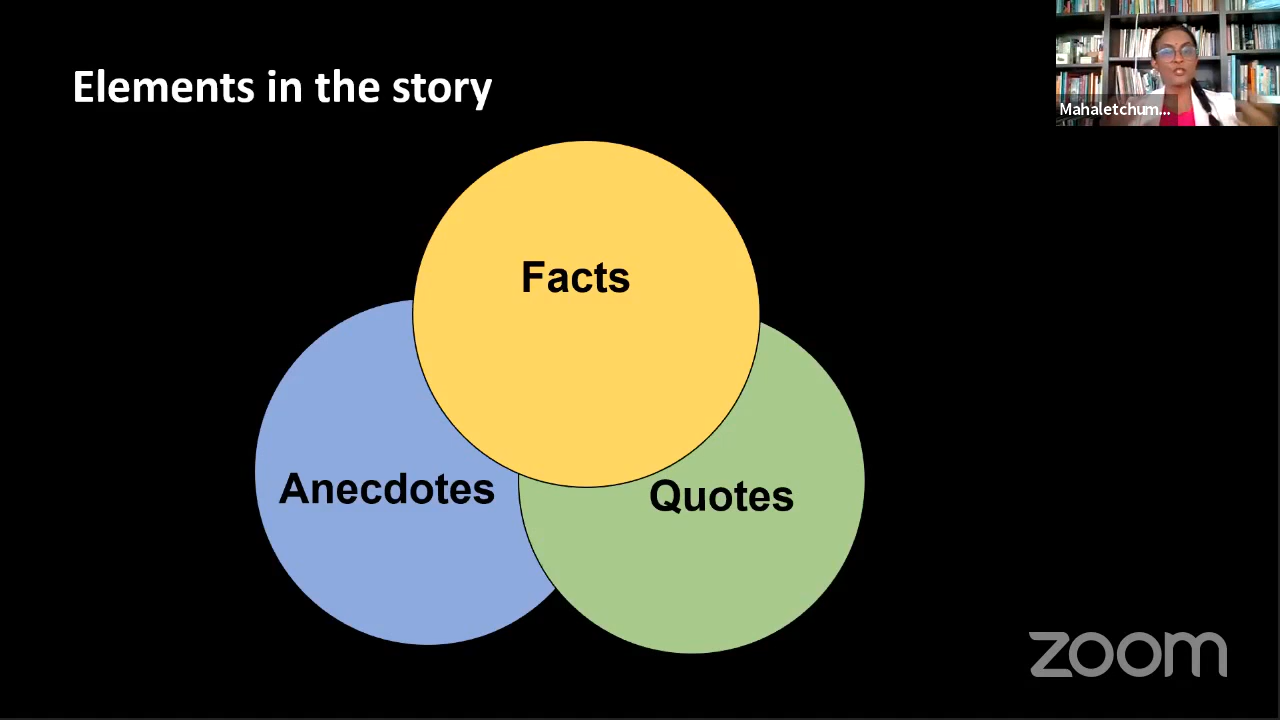 Elements in the story
Mahaletchum...
Facts
Anecdotes
Quotes
zoom